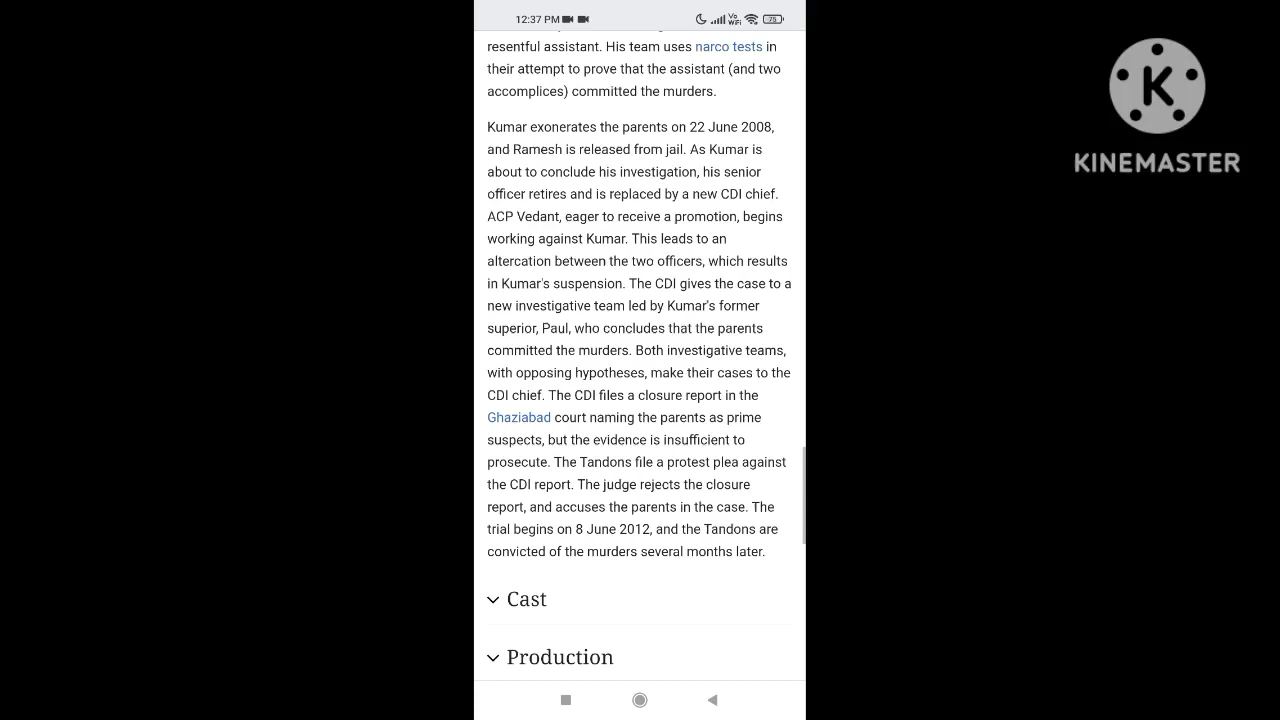 12:37 PM
Vo
WiFi
75
resentful assistant. His team uses narco tests in
their attempt to prove that the assistant (and two
accomplices) committed the murders.
Kumar exonerates the parents on 22 June 2008,
and Ramesh is released from jail. As Kumar is
about to conclude his investigation, his senior
officer retires and is replaced by a new CDI chief.
ACP Vedant, eager to receive a promotion, begins
working against Kumar. This leads to an
altercation between the two officers, which results
in Kumar's suspension. The CDI gives the case to a
new investigative team led by Kumar's former
superior, Paul, who concludes that the parents
committed the murders. Both investigative teams,
with opposing hypotheses, make their cases to the
CDI chief. The CDI files a closure report in the
Ghaziabad court naming the parents as prime
suspects, but the evidence is insufficient to
prosecute. The Tandons file a protest plea against
the CDI report. The judge rejects the closure
report, and accuses the parents in the case. The
trial begins on 8 June 2012, and the Tandons are
convicted of the murders several months later.
Cast
Production
K
KINEMASTER